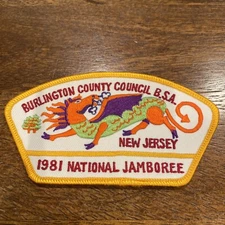 BURLINGTON COUNTY COUNCIL B.S.A.
NEW JERSEY
1981 NATIONAL JAMBOREE